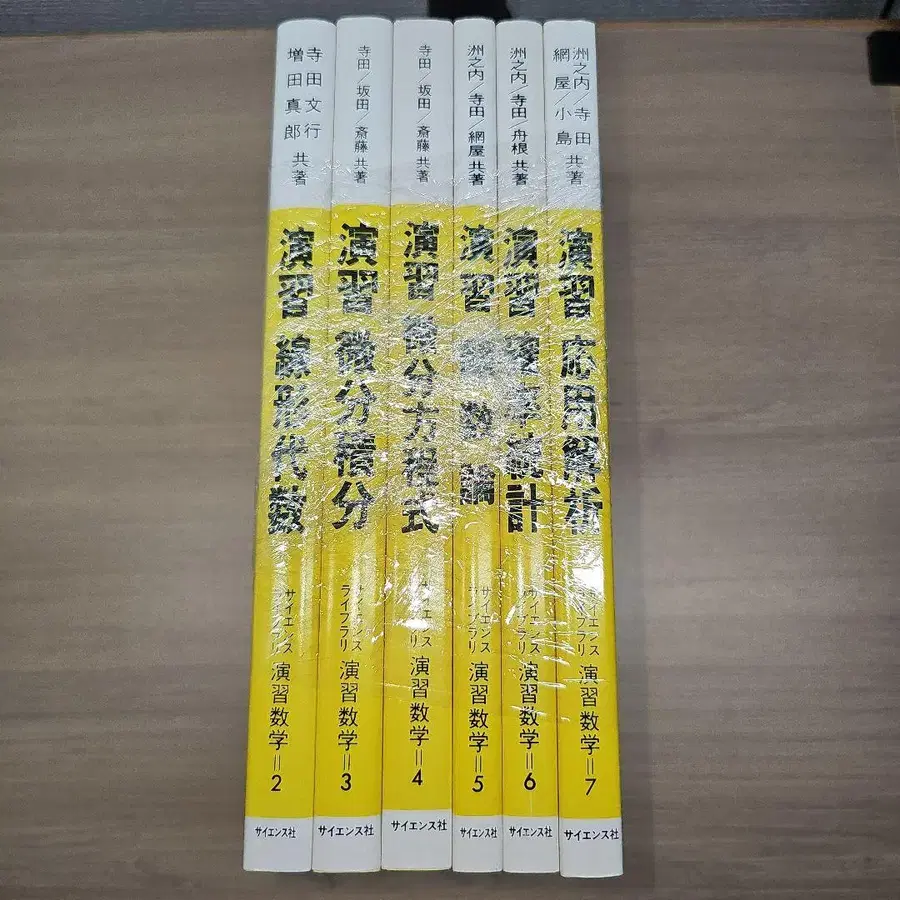 寺田文行
増田真郎
共著
演習 線形代数
サイエンス
ライブラリ
演習数学=2
サイエンス社
寺田/坂田/斎藤 共著
演習 微分積分
サイエンス
ライブラリ
演習数学=3
サイエンス社
寺田/坂田/斎藤 共著
演習 微分方程式
サイエンス
ライブラリ
演習数学=4
サイエンス社
洲之内/寺田/網屋 共著
演習 数論
サイエンス
ライブラリ
演習数学=5
サイエンス社
洲之内/寺田/舟根 共著
演習 確率統計
サイエンス
ライブラリ
演習数学=6
サイエンス社
洲之内/寺田
網屋/小島
共著
演習 応用解析
サイエンス
ライブラリ
演習数学=7
サイエンス社